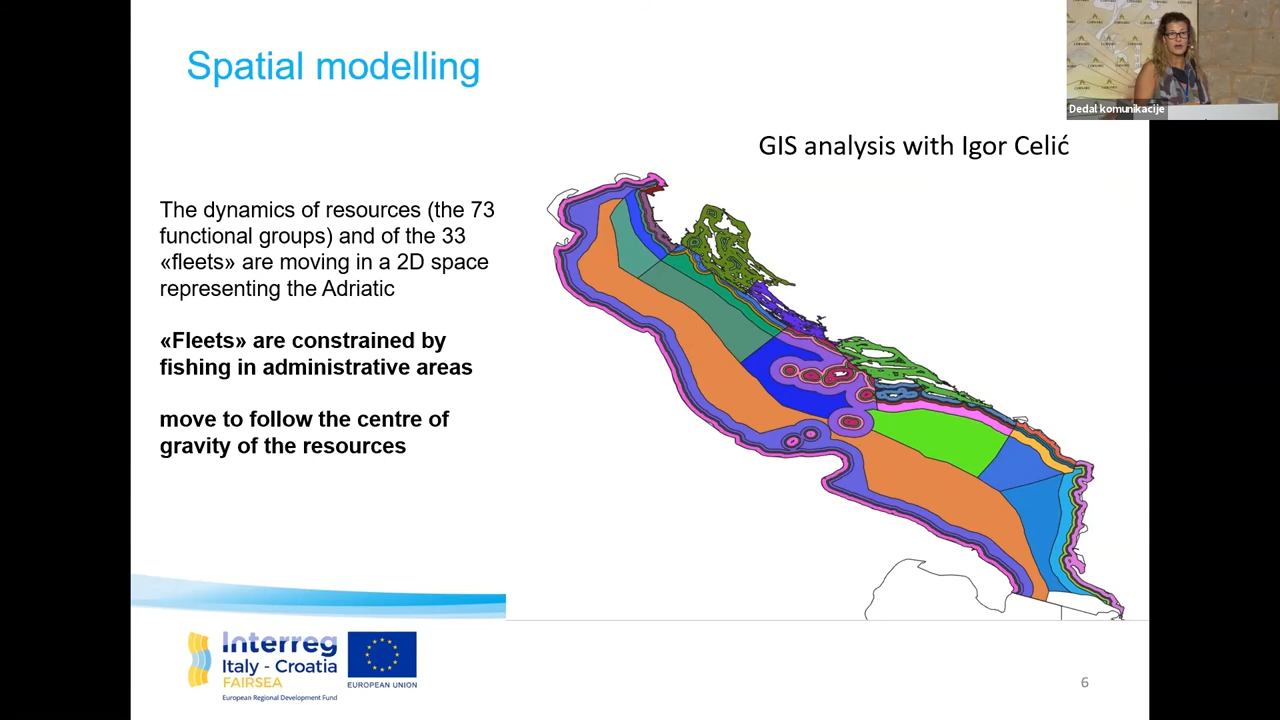 Spatial modelling
Dedal komunikacije
GIS analysis with Igor Celić
The dynamics of resources (the 73
functional groups) and of the 33
«fleets» are moving in a 2D space
representing the Adriatic
«Fleets» are constrained by
fishing in administrative areas
move to follow the centre of
gravity of the resources
Interreg
Italy - Croatia
FAIRSEA
European Regional Development Fund
EUROPEAN UNION
6